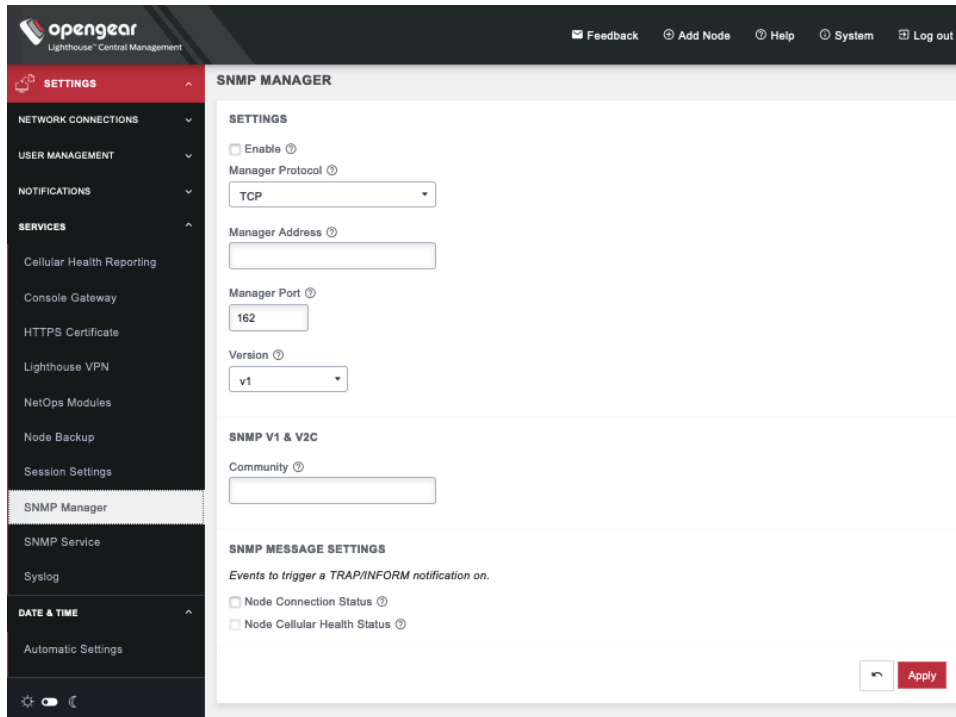 opengear
Lighthouse™ Central Management
Feedback
Add Node
Help
System
Log out
SETTINGS
NETWORK CONNECTIONS
USER MANAGEMENT
NOTIFICATIONS
SERVICES
Cellular Health Reporting
Console Gateway
HTTPS Certificate
Lighthouse VPN
NetOps Modules
Node Backup
Session Settings
SNMP Manager
SNMP Service
Syslog
DATE & TIME
Automatic Settings
SNMP MANAGER
SETTINGS
Enable
Manager Protocol
TCP
Manager Address
Manager Port
162
Version
v1
SNMP V1 & V2C
Community
SNMP MESSAGE SETTINGS
Events to trigger a TRAP/INFORM notification on.
Node Connection Status
Node Cellular Health Status
Apply